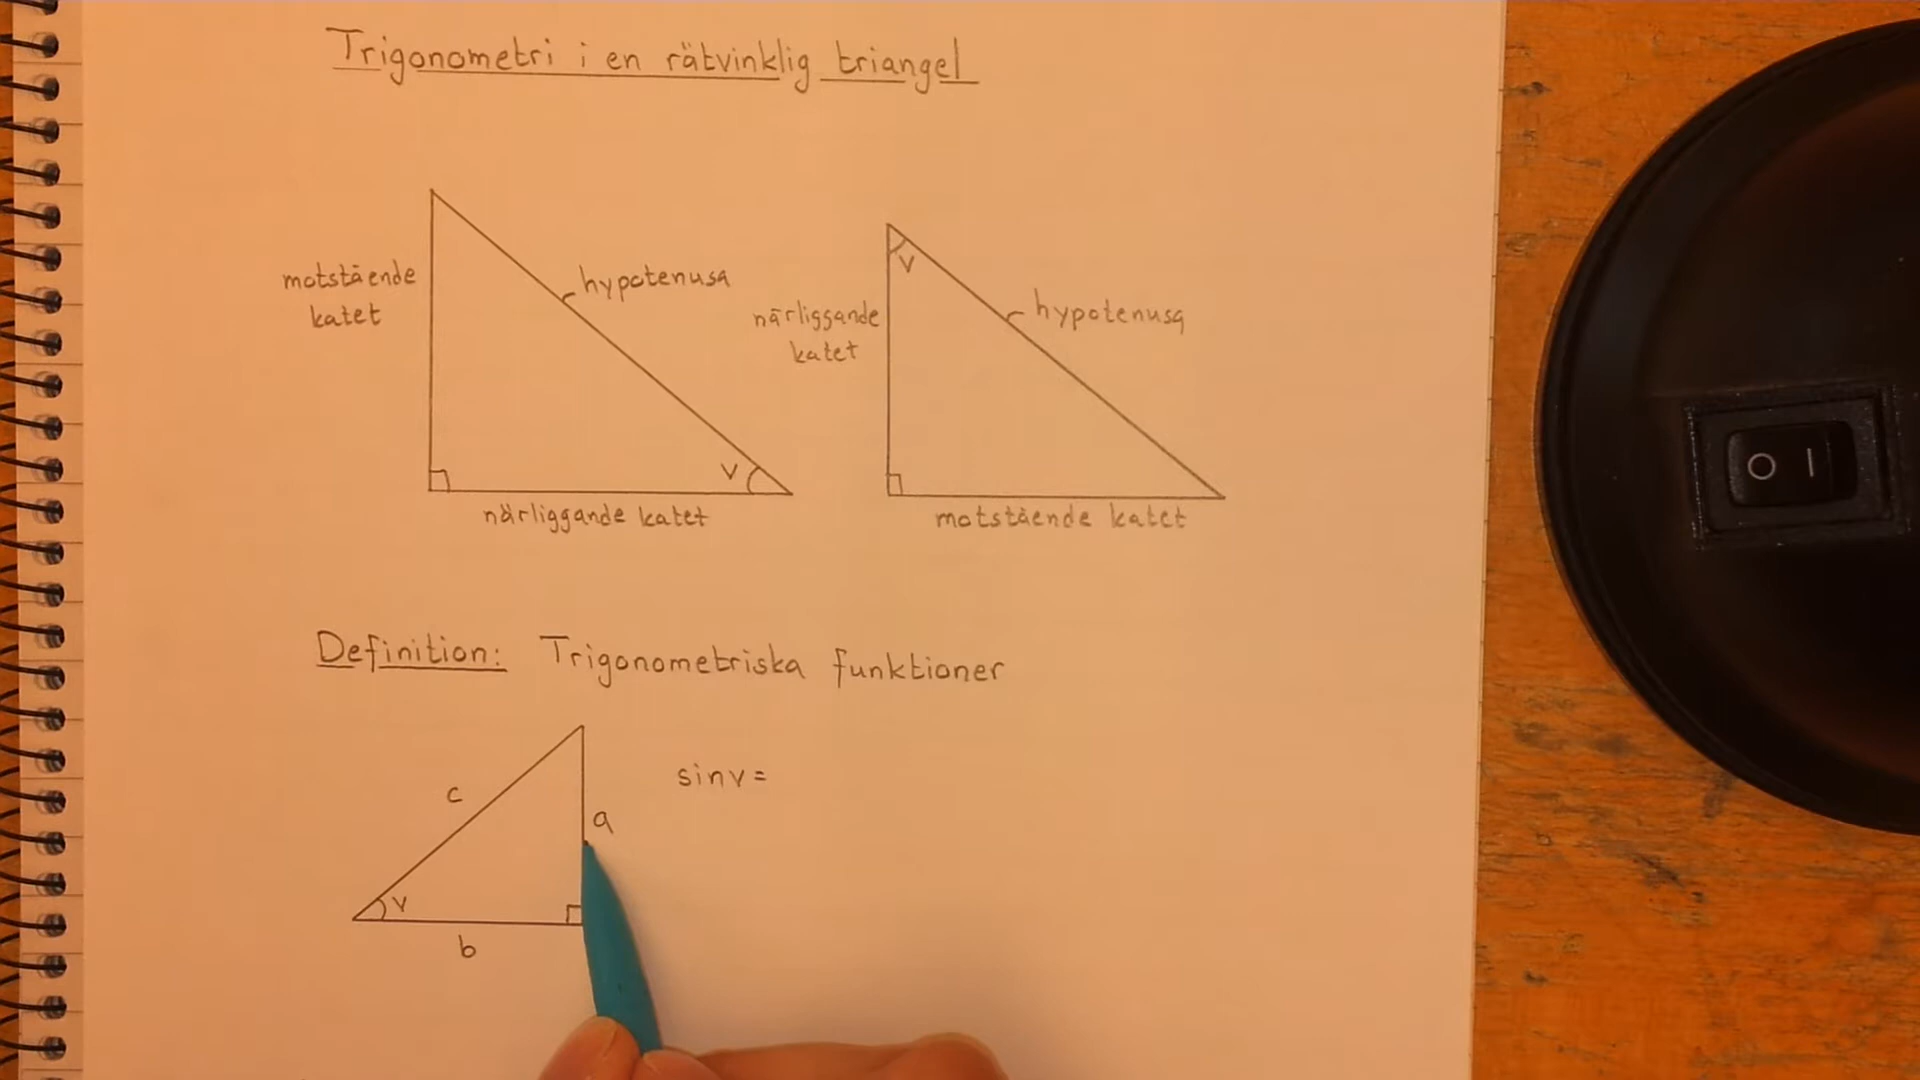 Trigonometri i en rätvinklig triangel
motstående
katet
hypotenusa
v
närliggande katet
v
närliggande
katet
hypotenusa
motstående katet
Definition: Trigonometriska funktioner
c
a
v
b
sin v =